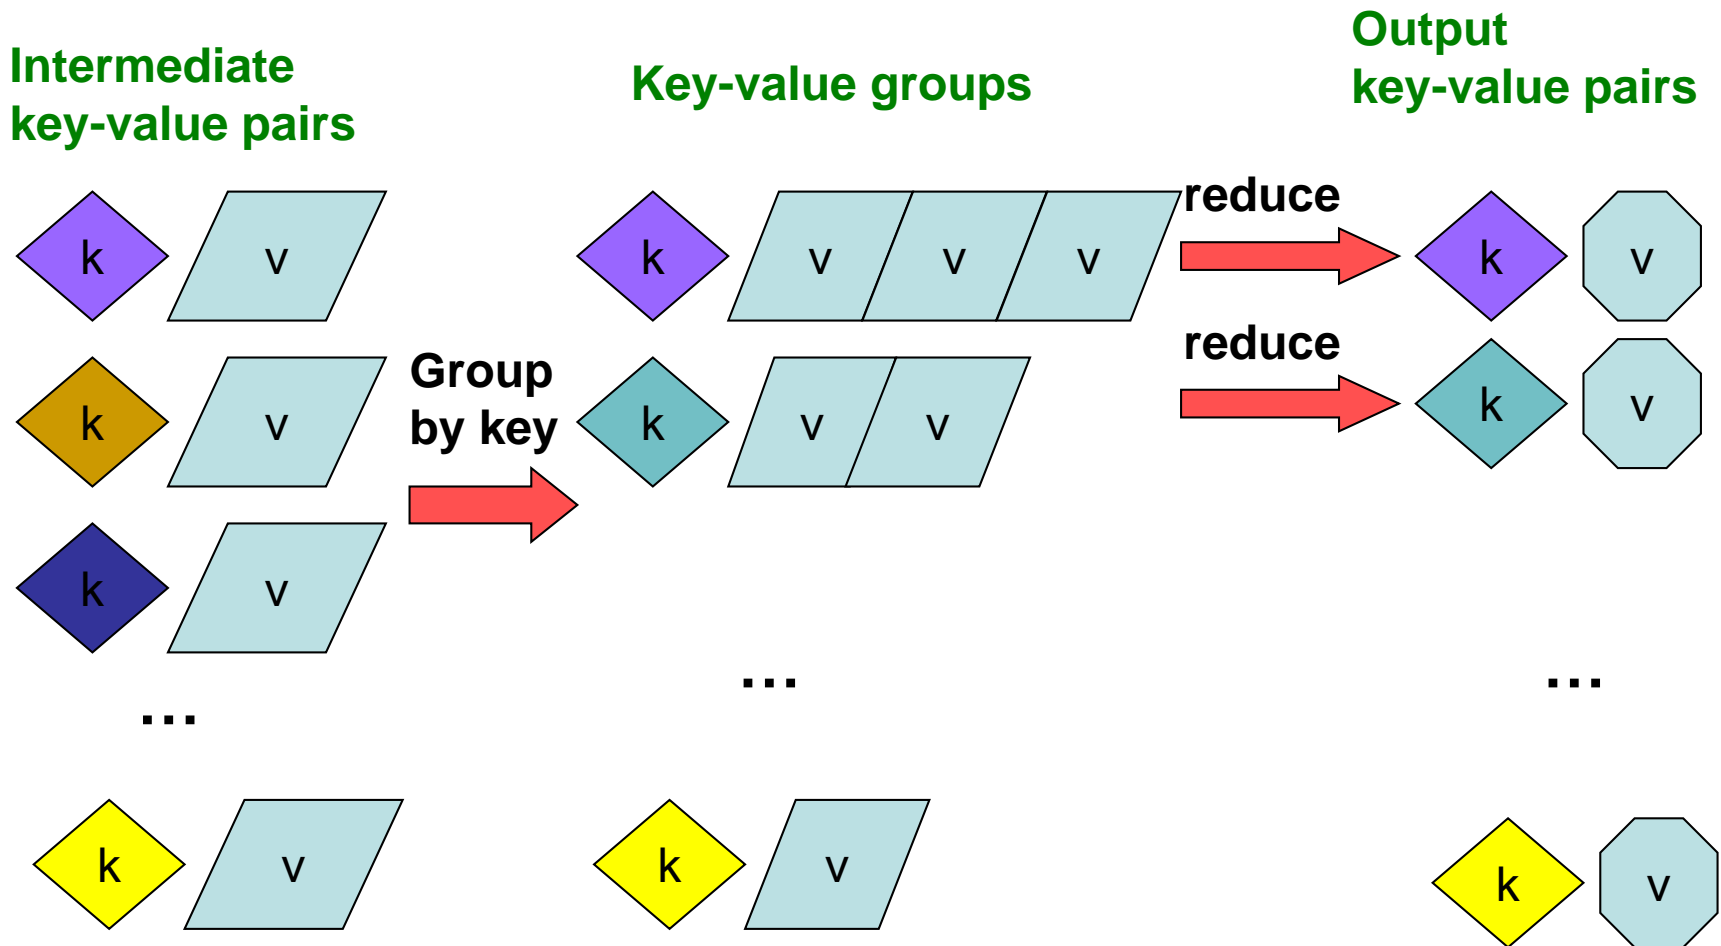 Intermediate
key-value pairs
Key-value groups
Output
key-value pairs
k v
k v v v
reduce
k v
k v
Group
by key
k v v
reduce
k v
k v
...
...
...
k v
k v
k v